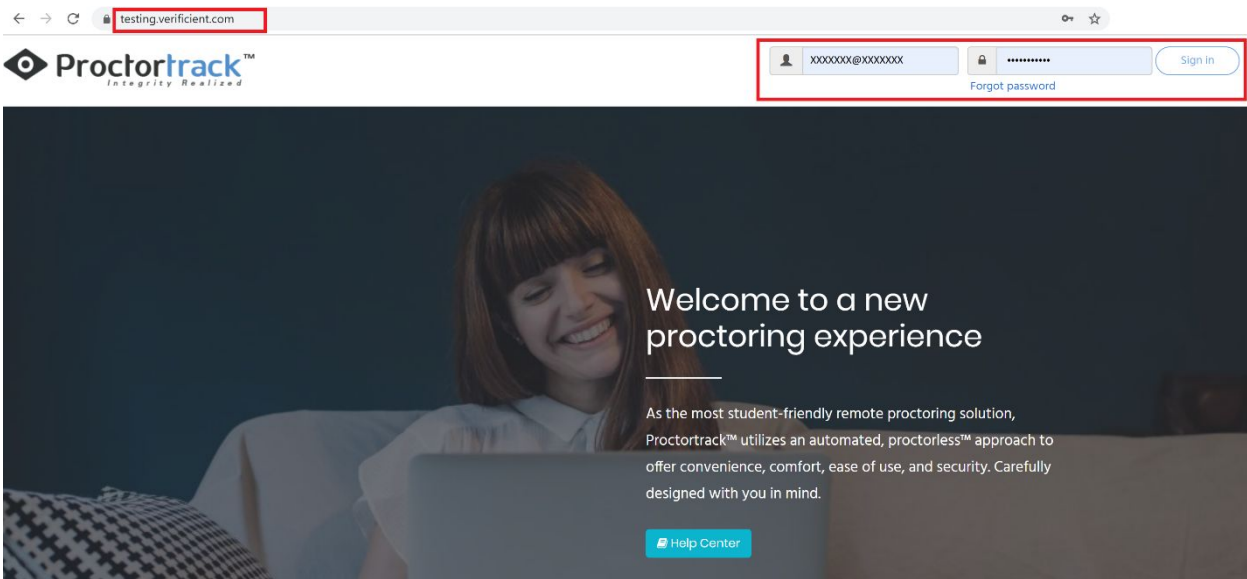 testing.verificient.com
Proctortrack™
Integrity Realized
XXXXXXX@XXXXXXX
•••••••••••
Sign in
Forgot password
Welcome to a new
proctoring experience
As the most student-friendly remote proctoring solution,
Proctortrack™ utilizes an automated, proctorless™ approach to
offer convenience, comfort, ease of use, and security. Carefully
designed with you in mind.
Help Center